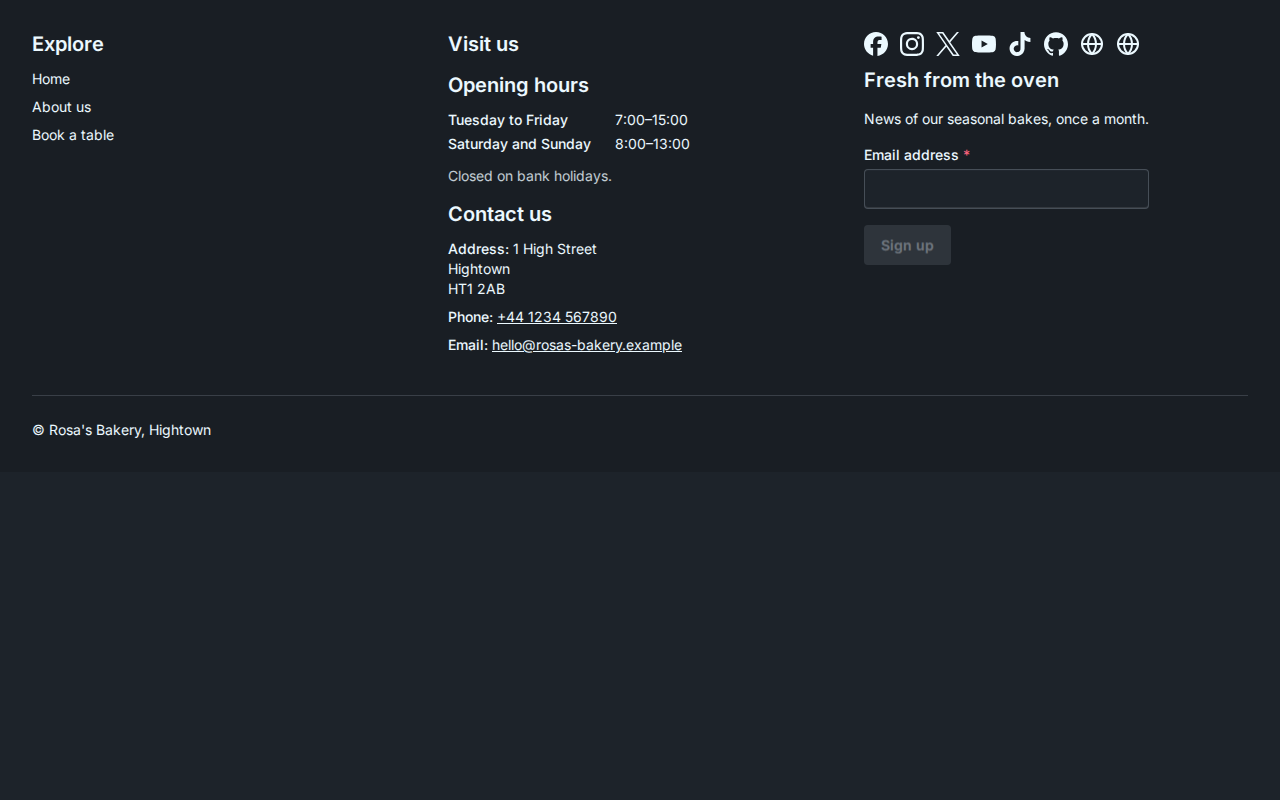 Explore
Home
About us
Book a table
Visit us
Opening hours
Tuesday to Friday 7:00–15:00
Saturday and Sunday 8:00–13:00
Closed on bank holidays.
Contact us
Address: 1 High Street
Hightown
HT1 2AB
Phone: +44 1234 567890
Email: hello@rosas-bakery.example
Fresh from the oven
News of our seasonal bakes, once a month.
Email address *
Sign up
© Rosa's Bakery, Hightown